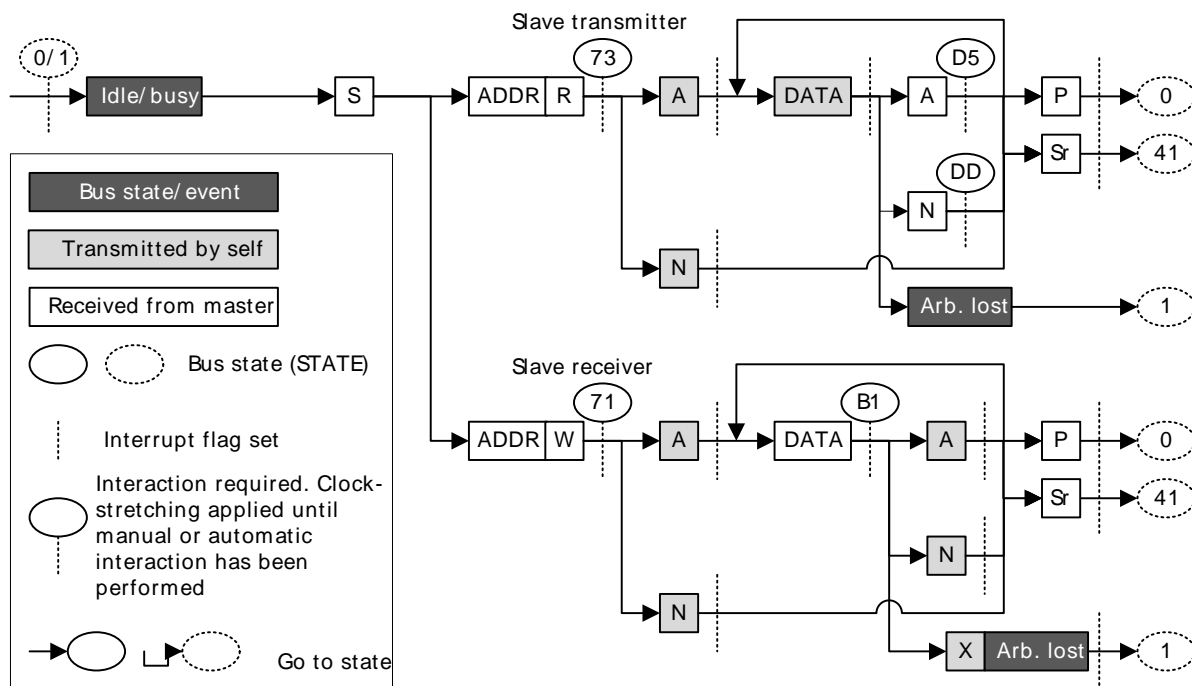 Slave transmitter
0/1
73
D5
Idle/busy
S
ADDR
R
A
DATA
A
P
0
Sr
41
DD
N
N
Arb. lost
1
Bus state/event
Transmitted by self
Received from master
Bus state (STATE)
Interrupt flag set
Interaction required. Clock-
stretching applied until
manual or automatic
interaction has been
performed
Go to state
Slave receiver
71
B1
ADDR
W
A
DATA
A
P
0
Sr
41
N
N
X
Arb. lost
1